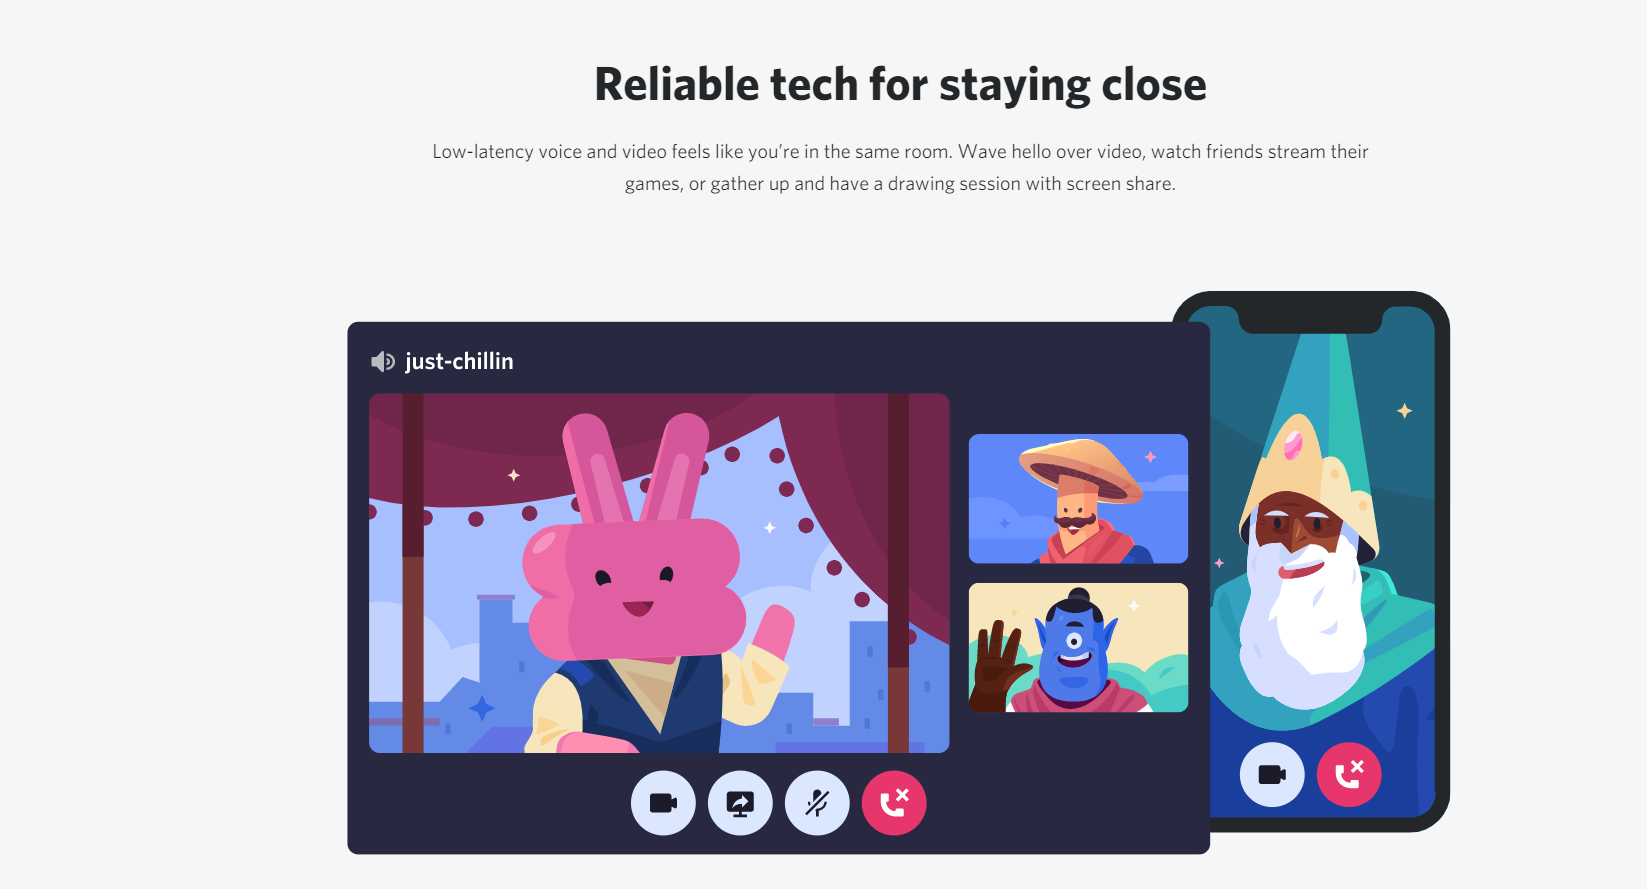 Reliable tech for staying close
Low-latency voice and video feels like you’re in the same room. Wave hello over video, watch friends stream their
games, or gather up and have a drawing session with screen share.
just-chillin